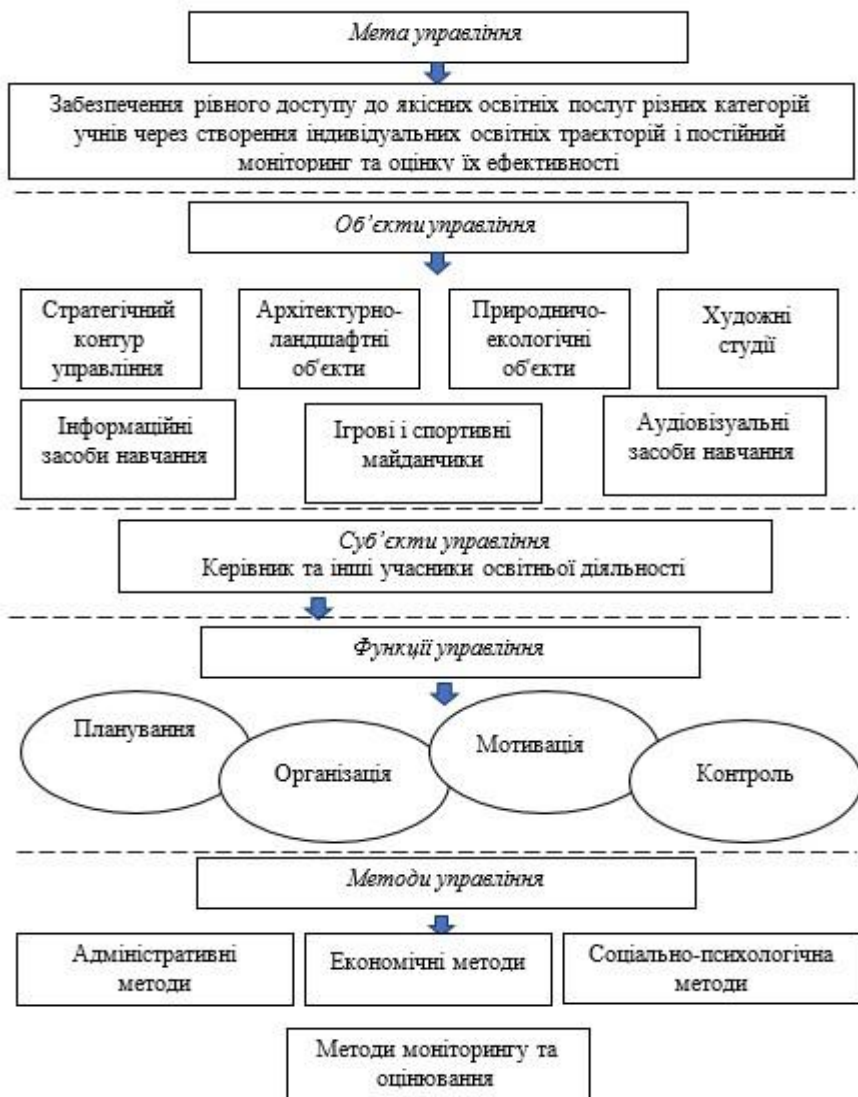 Мета управління
Забезпечення рівного доступу до якісних освітніх послуг різних категорій
учнів через створення індивідуальних освітніх траєкторій і постійний
моніторинг та оцінку їх ефективності
Об’єкти управління
Стратегічний
контур
управління
Архітектурно-
ландшафтні
об'єкти
Природничо-
екологічні
об'єкти
Художні
студії
Інформаційні
засоби навчання
Ігрові і спортивні
майданчики
Аудіовізуальні
засоби навчання
Суб’єкти управління
Керівник та інші учасники освітньої діяльності
Функції управління
Планування
Організація
Мотивація
Контроль
Методи управління
Адміністративні
методи
Економічні методи
Соціально-психологічна
методи
Методи моніторингу та
оцінювання